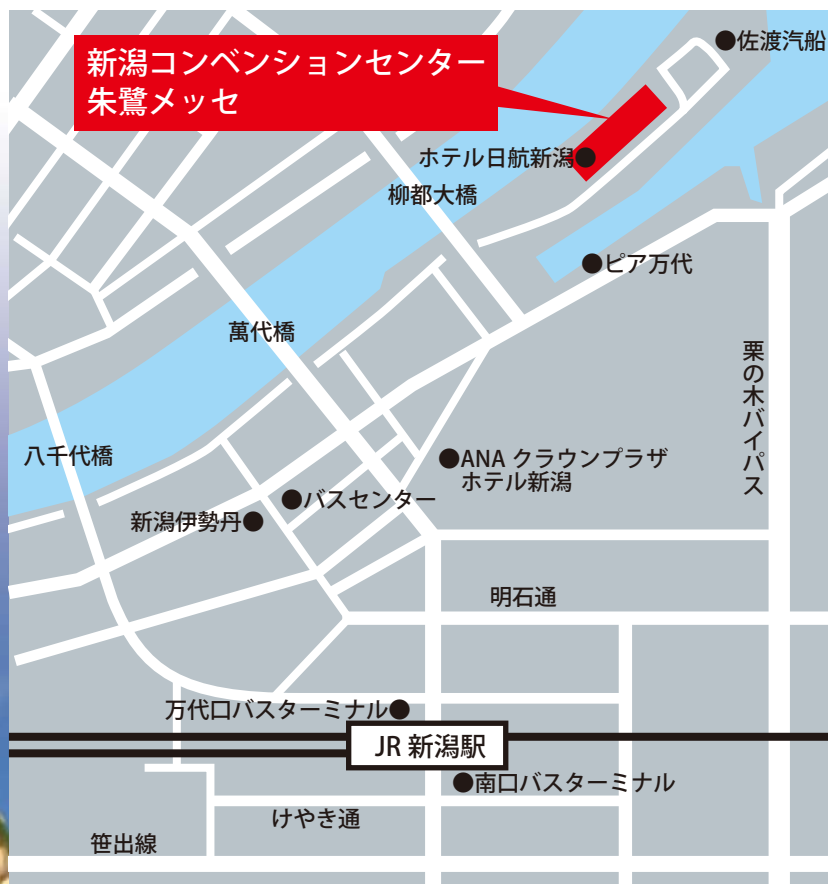 佐渡汽船
新潟コンベンションセンター
朱鷺メッセ
ホテル日航新潟
柳都大橋
ピア万代
萬代橋
栗の木バイパス
八千代橋
ANA クラウンプラザ
ホテル新潟
バスセンター
新潟伊勢丹
明石通
万代口バスターミナル
JR 新潟駅
南口バスターミナル
けやき通
笹出線